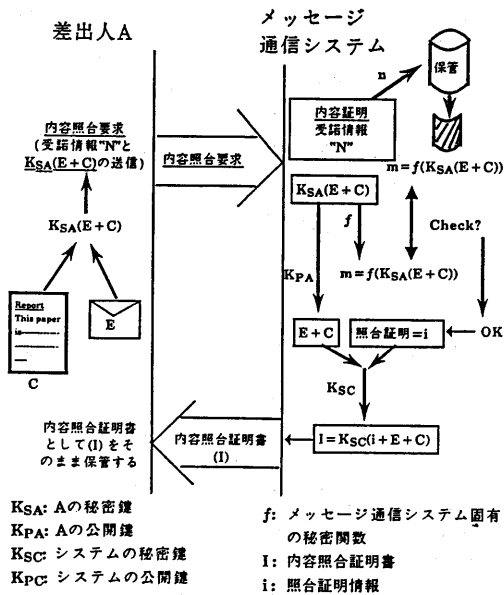 差出人A
メッセージ
通信システム
内容照合要求
(受諾情報"N"と
KSA(E+C)の送信)
内容照台要求
内容証明
受諾情報
"N"
n
保管
m=f(KSA(E+C))
KSA(E+C)
KSA(E+C)
f
Check?
KPA
m=f(KSA(E+C))
Report
This paper
is
C
E
E+C
照合証明=i
OK
KSC
内容照合証明書
として(I)をそ
のまま保管する
内容照合証明書
(I)
I=KSC(i+E+C)
KSA: Aの秘密鍵
KPA: Aの公開鍵
KSC: システムの秘密鍵
KPC: システムの公開鍵
f: メッセージ通信システム固有
の秘密関数
I: 内容照合証明書
i: 照合証明情報